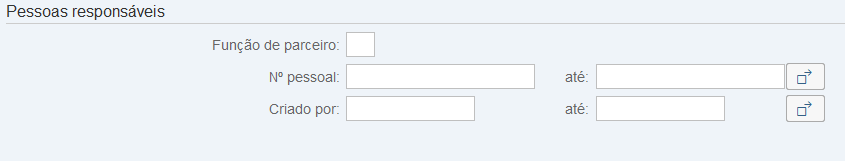 Pessoas responsáveis
Função de parceiro:
Nº pessoal: até:
Criado por: até: